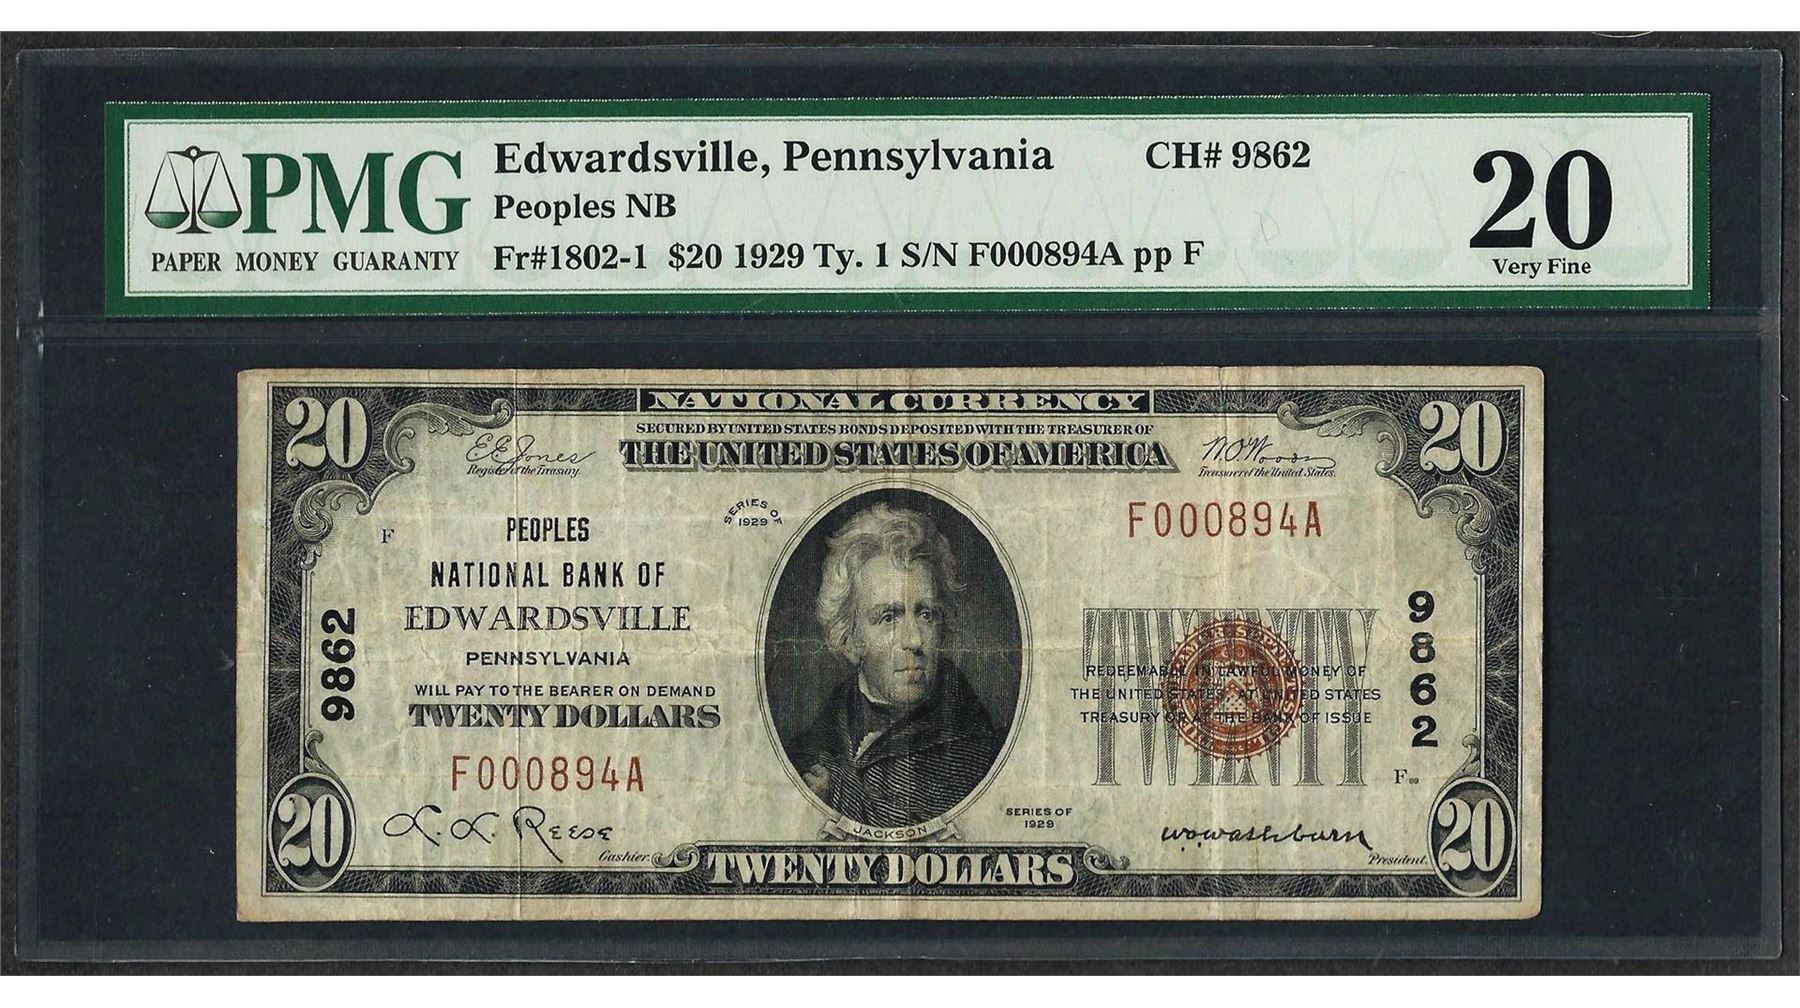 PMG
PAPER MONEY GUARANTY
Edwardsville, Pennsylvania CH# 9862
Peoples NB
Fr#1802-1 $20 1929 Ty. 1 S/N F000894A pp F
20
Very Fine
NATIONAL CURRENCY
SECURED BY UNITED STATES BONDS DEPOSITED WITH THE TREASURER OF
THE UNITED STATES OF AMERICA
20
20
E.E. Jones
Register of the Treasury.
W.O. Woods
Treasurer of the United States.
SERIES OF
1929
F000894A
F
PEOPLES
NATIONAL BANK OF
EDWARDSVILLE
PENNSYLVANIA
WILL PAY TO THE BEARER ON DEMAND
TWENTY DOLLARS
9862
9862
TWENTY
REDEEMABLE IN LAWFUL MONEY OF
THE UNITED STATES AT UNITED STATES
TREASURY OR AT THE BANK OF ISSUE
F000894A
F 89
20
L. L. Reese
Cashier.
JACKSON
SERIES OF
1929
W.O. Washburn
President.
20
TWENTY DOLLARS